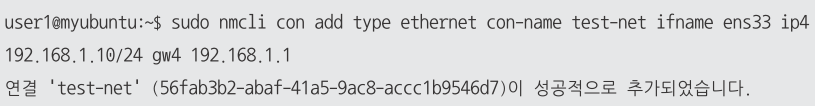 user1@myubuntu:~$ sudo nmcli con add type ethernet con-name test-net ifname ens33 ip4
192.168.1.10/24 gw4 192.168.1.1
연결 'test-net' (56fab3b2-abaf-41a5-9ac8-accc1b9546d7)이 성공적으로 추가되었습니다.